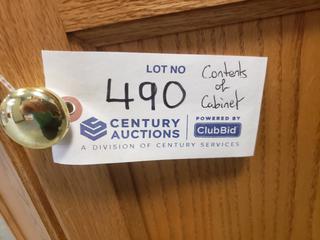 LOT NO
490
Contents
of
Cabinet
CENTURY
AUCTIONS
POWERED BY
ClubBid
A DIVISION OF CENTURY SERVICES